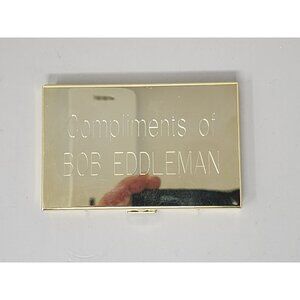 Compliments of
BOB EDDLEMAN